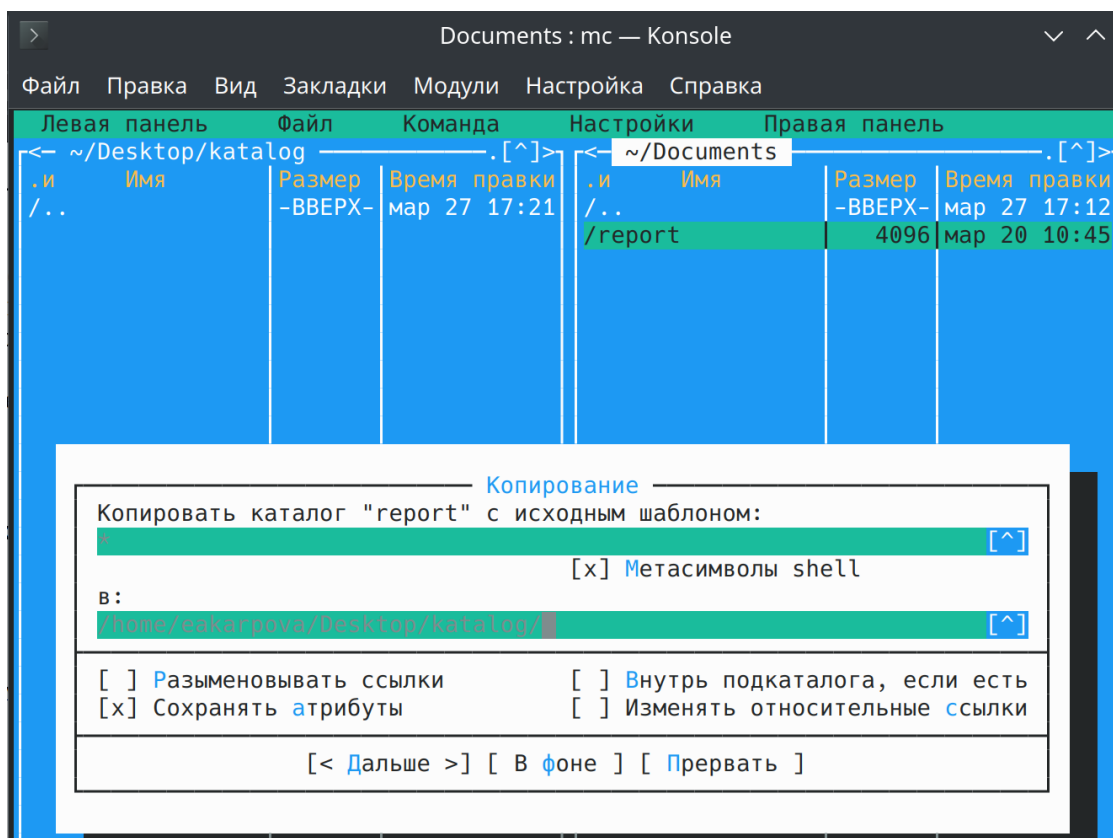 Documents : mc — Konsole
Файл Правка Вид Закладки Модули Настройка Справка
Левая панель Файл Команда Настройки Правая панель
<— ~/Desktop/katalog .[^]> <— ~/Documents .[^]>
.и Имя Размер Время правки .и Имя Размер Время правки
/.. -ВВЕРХ- мар 27 17:21 /.. -ВВЕРХ- мар 27 17:12
/report 4096 мар 20 10:45
Копирование
Копировать каталог "report" с исходным шаблоном:
* [^]
[x] Метасимволы shell
в:
/home/eakarpova/Desktop/katalog/ [^]
[ ] Разыменовывать ссылки [ ] Внутрь подкаталога, если есть
[x] Сохранять атрибуты [ ] Изменять относительные ссылки
[< Дальше >] [ В фоне ] [ Прервать ]